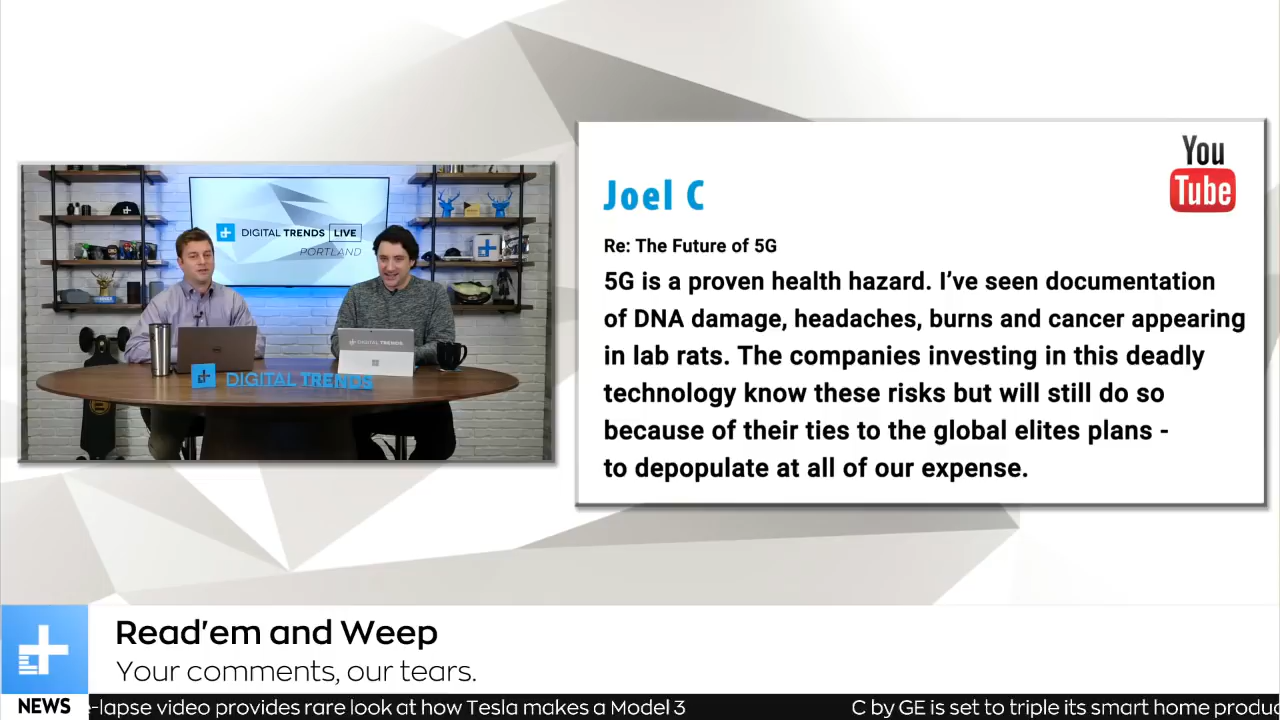 DIGITAL TRENDS LIVE
PORTLAND
DIGITAL TRENDS
DIGITAL TRENDS
You
Tube
Joel C
Re: The Future of 5G
5G is a proven health hazard. I’ve seen documentation
of DNA damage, headaches, burns and cancer appearing
in lab rats. The companies investing in this deadly
technology know these risks but will still do so
because of their ties to the global elites plans -
to depopulate at all of our expense.
Read'em and Weep
Your comments, our tears.
NEWS
-lapse video provides rare look at how Tesla makes a Model 3
C by GE is set to triple its smart home produc